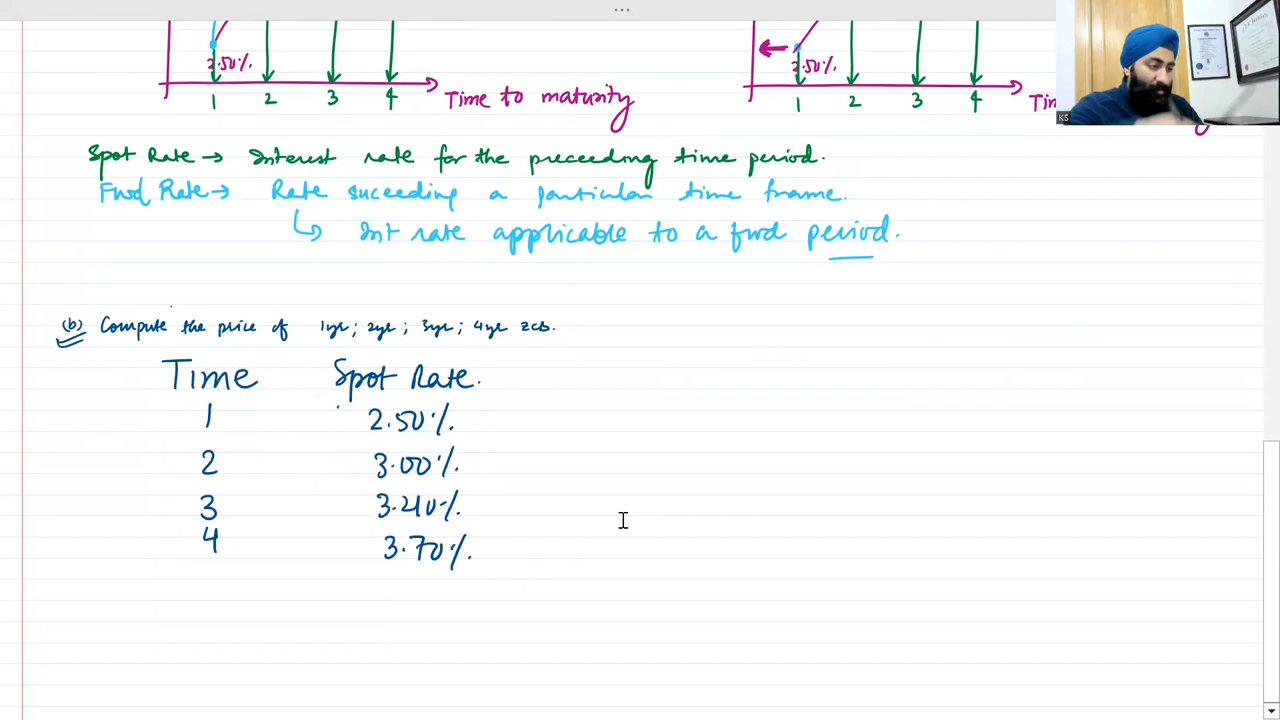 2.50%.
1 2 3 4 Time to maturity
2.50%.
1 2 3 4
KS
Spot Rate → Interest rate for the preceeding time period.
Fwd Rate → Rate suceeding a particular time frame.
↳ Int rate applicable to a fwd period.
(b) Compute the price of 1yr; 2yr; 3yr; 4yr zcb.
Time Spot Rate.
1 2.50%.
2 3.00%.
3 3.40%.
4 3.70%.